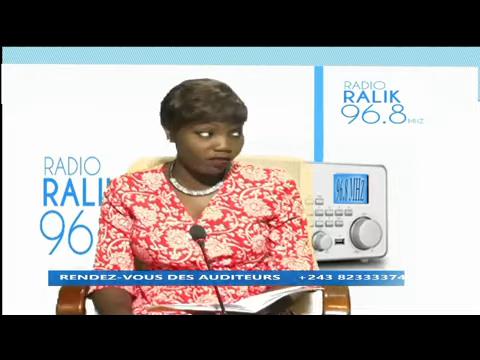 RADIO
RALIK
96.8 MHZ
RADIO
RALIK
96
96.8 MHZ
RENDEZ-VOUS DES AUDITEURS +243 82333374